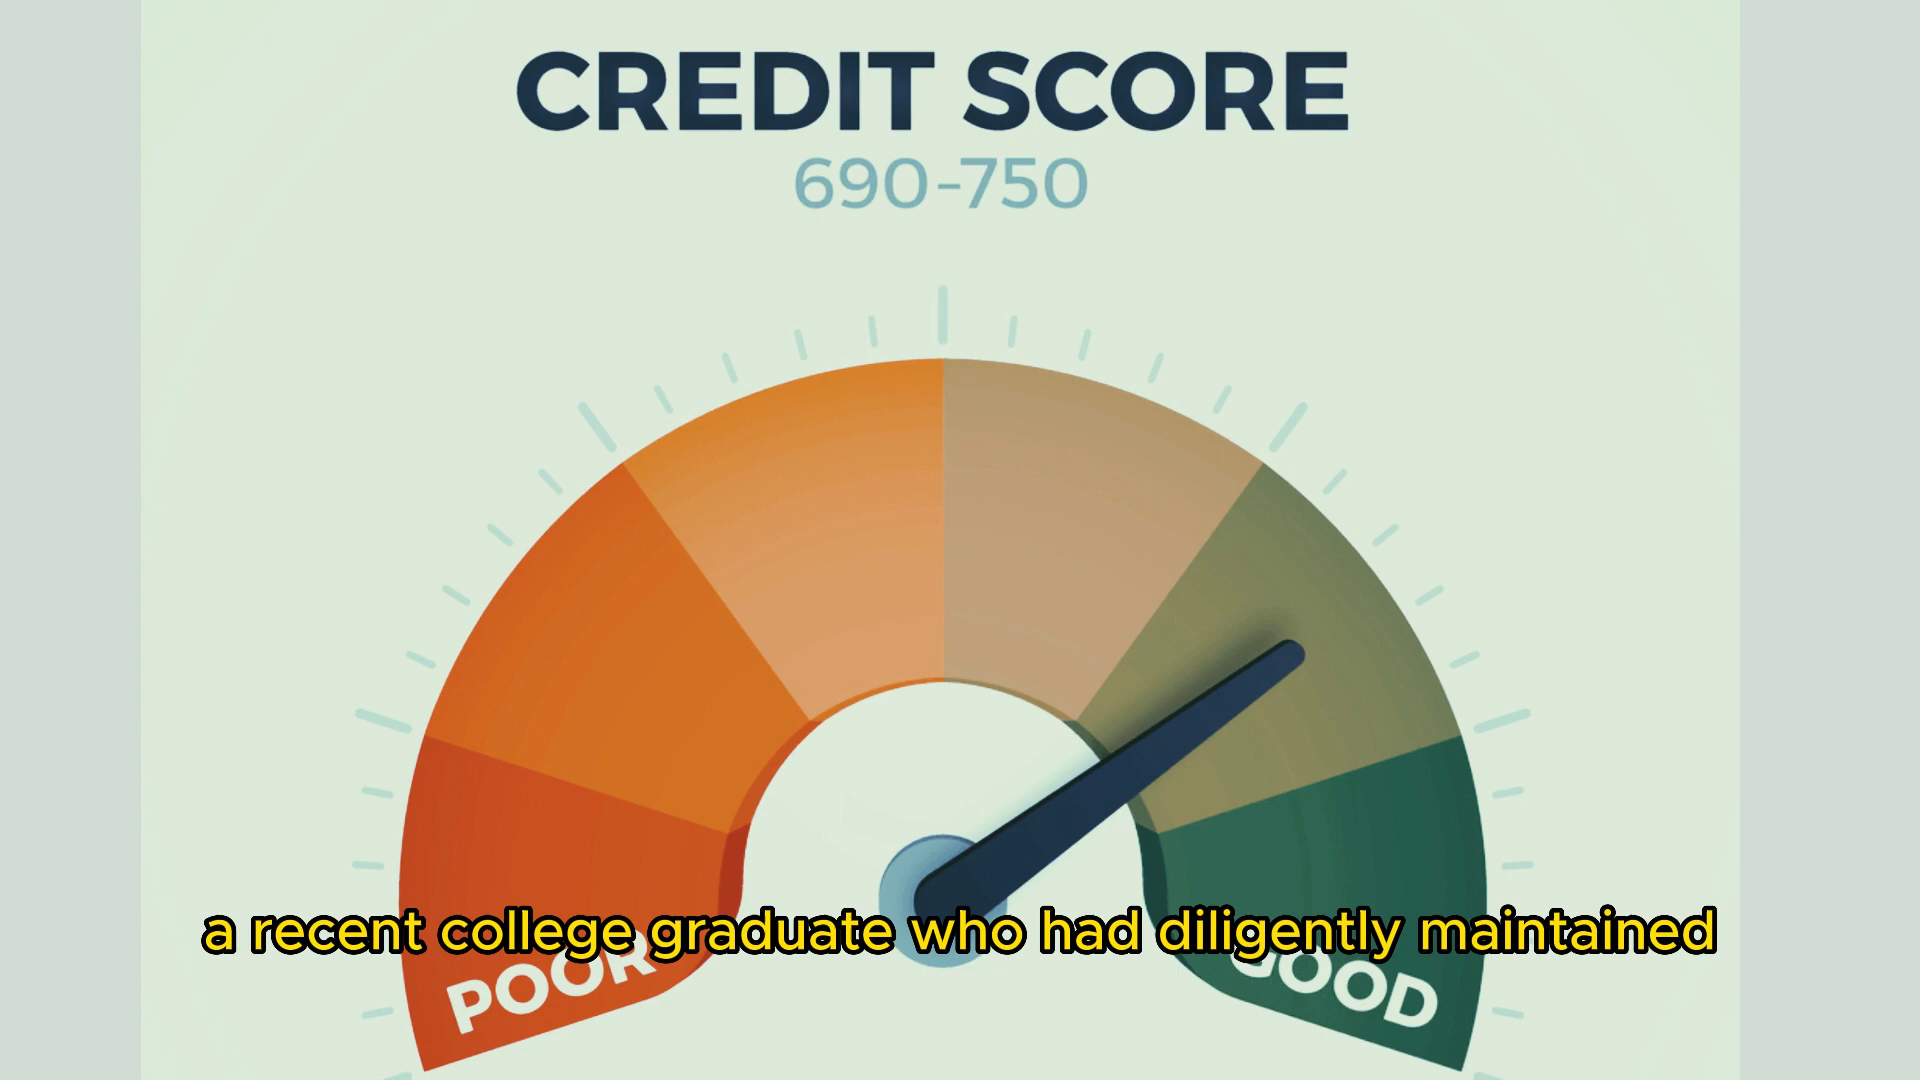 CREDIT SCORE
690-750
a recent college graduate who had diligently maintained
POOR
GOOD